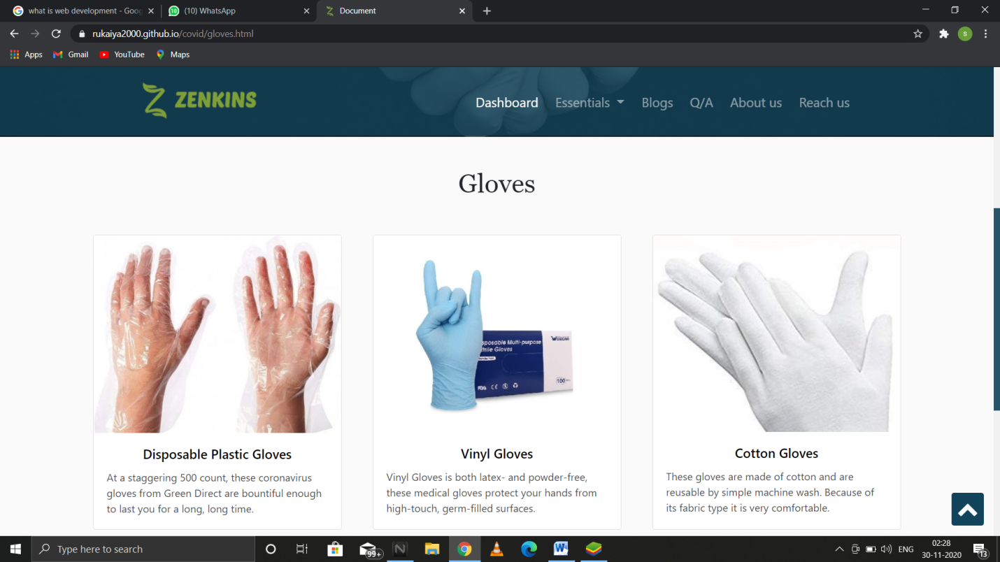 what is web development - Goog
(10) WhatsApp
Document
rukaiya2000.github.io/covid/gloves.html
S
Apps
Gmail
YouTube
Maps
ZENKINS
Dashboard
Essentials
Blogs
Q/A
About us
Reach us
Gloves
sposable Multi-purpose
itrile Gloves
FDA
CE
100
Disposable Plastic Gloves
At a staggering 500 count, these coronavirus
gloves from Green Direct are bountiful enough
to last you for a long, long time.
Vinyl Gloves
Vinyl Gloves is both latex- and powder-free,
these medical gloves protect your hands from
high-touch, germ-filled surfaces.
Cotton Gloves
These gloves are made of cotton and are
reusable by simple machine wash. Because of
its fabric type it is very comfortable.
Type here to search
99+
ENG
02:28
30-11-2020
13